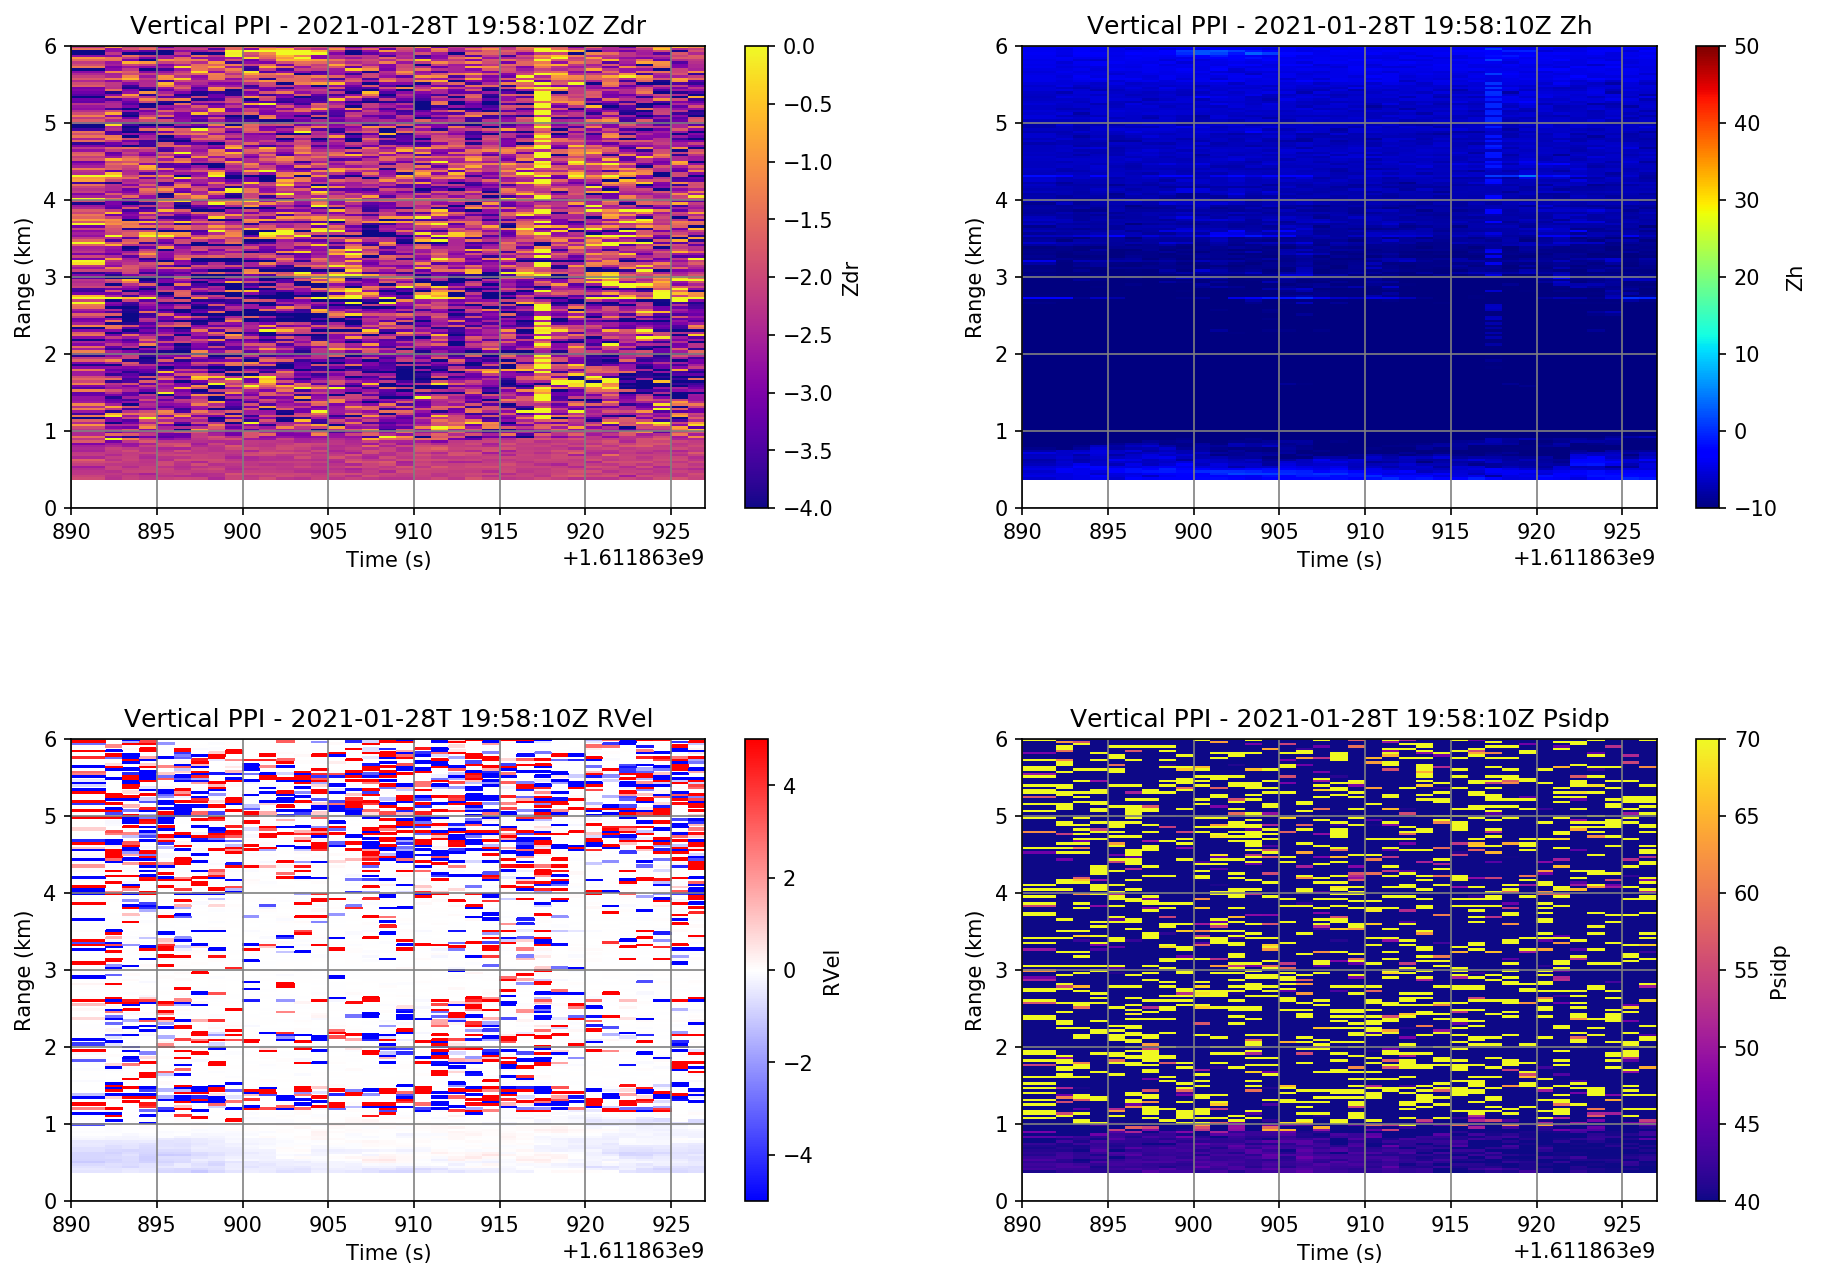 Vertical PPI - 2021-01-28T 19:58:10Z Zdr
6
5
4
3
2
1
0
Range (km)
890 895 900 905 910 915 920 925
Time (s)
+1.611863e9
0.0
−0.5
−1.0
−1.5
−2.0
−2.5
−3.0
−3.5
−4.0
Zdr
Vertical PPI - 2021-01-28T 19:58:10Z Zh
6
5
4
3
2
1
0
Range (km)
890 895 900 905 910 915 920 925
Time (s)
+1.611863e9
50
40
30
20
10
0
−10
Zh
Vertical PPI - 2021-01-28T 19:58:10Z RVel
6
5
4
3
2
1
0
Range (km)
890 895 900 905 910 915 920 925
Time (s)
+1.611863e9
4
2
0
−2
−4
RVel
Vertical PPI - 2021-01-28T 19:58:10Z Psidp
6
5
4
3
2
1
0
Range (km)
890 895 900 905 910 915 920 925
Time (s)
+1.611863e9
70
65
60
55
50
45
40
Psidp